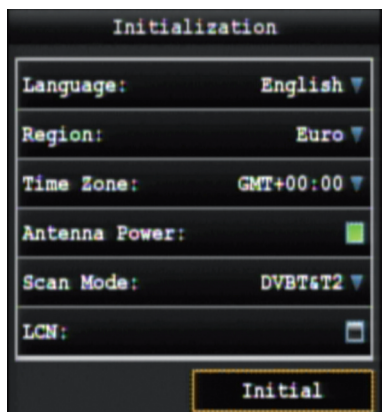 Initialization
Language: English
Region: Euro
Time Zone: GMT+00:00
Antenna Power:
Scan Mode: DVBT&T2
LCN:
Initial